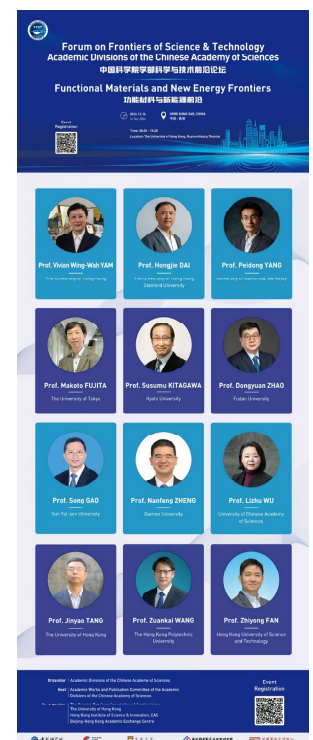 Forum on Frontiers of Science & Technology
Academic Divisions of the Chinese Academy of Sciences
中国科学院学部科学与技术前沿论坛
Functional Materials and New Energy Frontiers
功能材料与新能源前沿
Event
Registration
HONG KONG SAR, CHINA
中国 · 香港
Prof. Vivian Wing-Wah YAM
The University of Hong Kong
Prof. Hongjie DAI
The University of Hong Kong
Stanford University
Prof. Peidong YANG
University of California, Berkeley
Prof. Makoto FUJITA
The University of Tokyo
Prof. Susumu KITAGAWA
Kyoto University
Prof. Dongyuan ZHAO
Fudan University
Prof. Song GAO
Sun Yat-sen University
Prof. Nanfeng ZHENG
Xiamen University
Prof. Lizhu WU
University of Chinese Academy
of Sciences
Prof. Jinyao TANG
The University of Hong Kong
Prof. Zuankai WANG
The Hong Kong Polytechnic
University
Prof. Zhiyong FAN
Hong Kong University of Science
and Technology
Organizer Academic Divisions of the Chinese Academy of Sciences
Host Academic Works and Publication Committee of the Academic
Divisions of the Chinese Academy of Sciences
The University of Hong Kong
Hong Kong Institute of Science & Innovation, CAS
Beijing-Hong Kong Academic Exchange Centre
Event
Registration